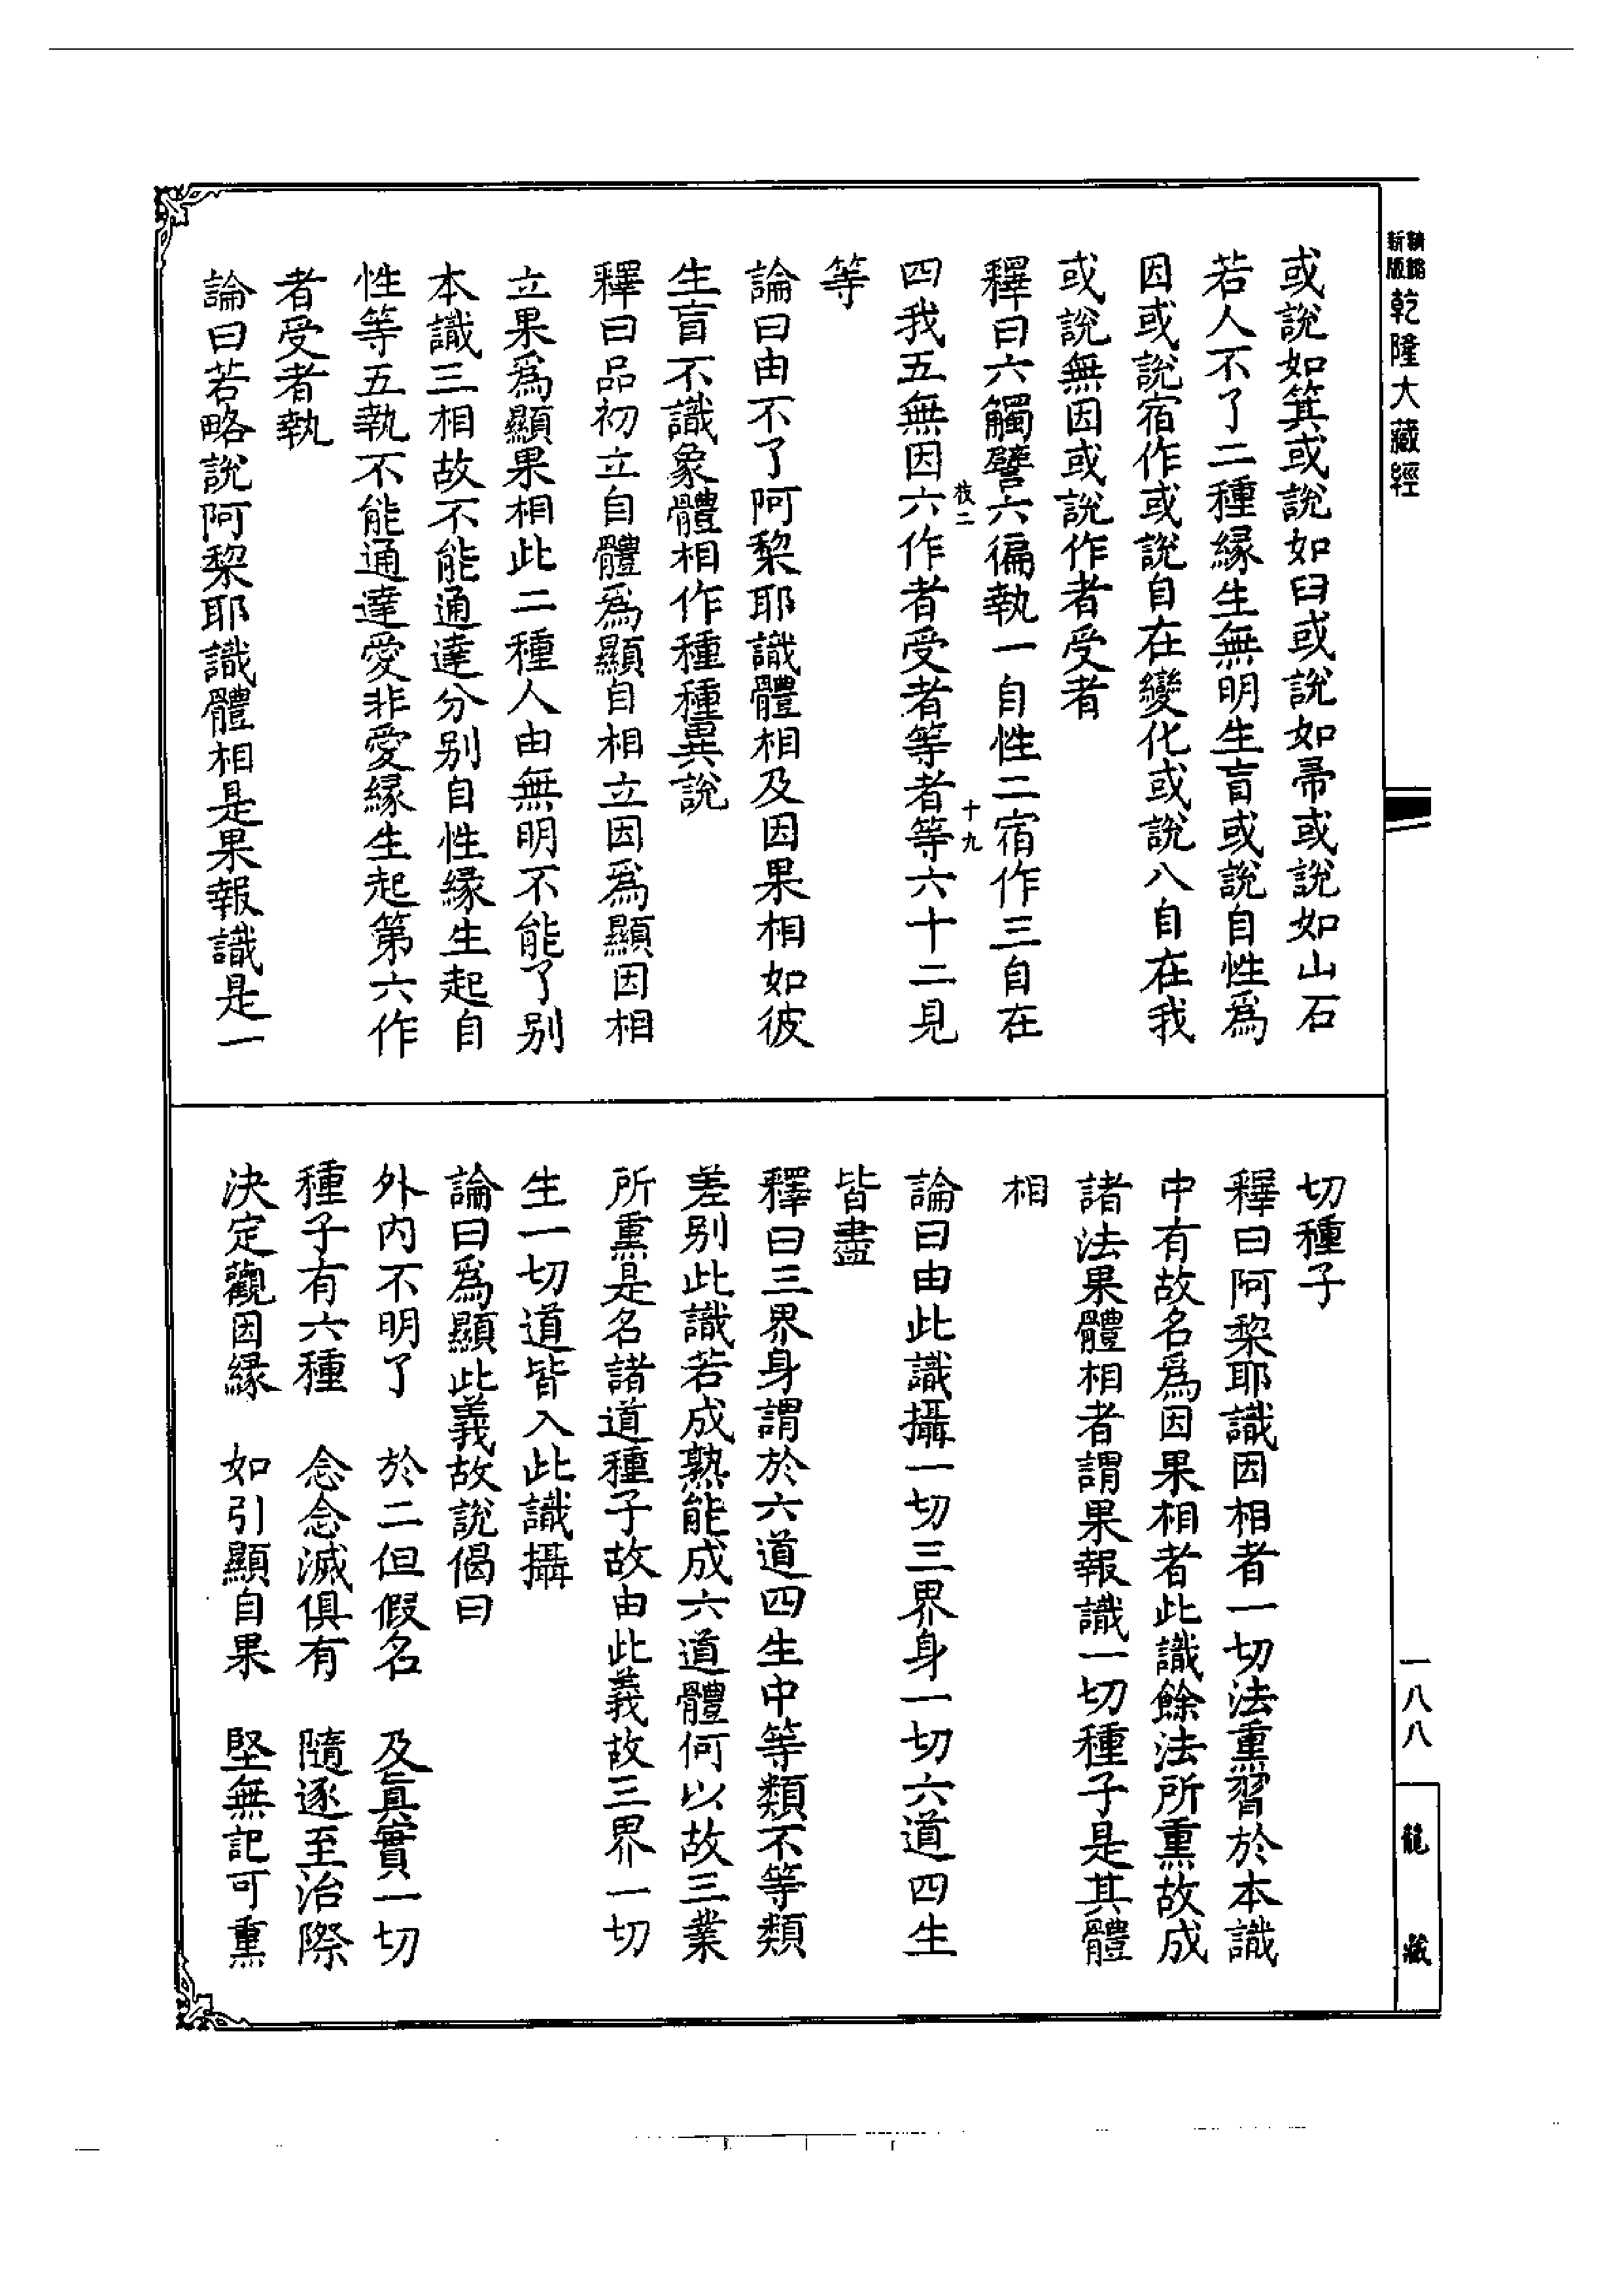 新版
乾隆大藏經
或說如箕或說如臼或說如帚或說如山石
若人不了二種緣生無明生盲或說自性爲
因或說宿作或說自在變化或說八自在我
或說無因或說作者受者
釋曰六觸譬六徧執一自性二宿作三自在
四我五無因六作者受者等者等六十二見
十九
等
論曰由不了阿黎耶識體相及因果相如彼
生盲不識象體相作種種異說
釋曰品初立自體爲顯自相立因爲顯因相
立果爲顯果相此二種人由無明不能了別
本識三相故不能通達分別自性緣生起自
性等五執不能通達愛非愛緣生起第六作
者受者執
論曰若略說阿黎耶識體相是果報識是一
切種子
釋曰阿黎耶識因相者一切法熏習於本識
中有故名爲因果相者此識餘法所熏故成
諸法果體相者謂果報識一切種子是其體
相
論曰由此識攝一切三界身一切六道四生
皆盡
釋曰三界身謂於六道四生中等類不等類
差別此識若成熟能成六道體何以故三業
所熏是名諸道種子故由此義故三界一切
生一切道皆入此識攝
論曰爲顯此義故說偈曰
外內不明了　於二但假名　及眞實一切
種子有六種　念念滅俱有　隨逐至治際
決定觀因緣　如引顯自果　堅無記可熏
一八八
龍藏